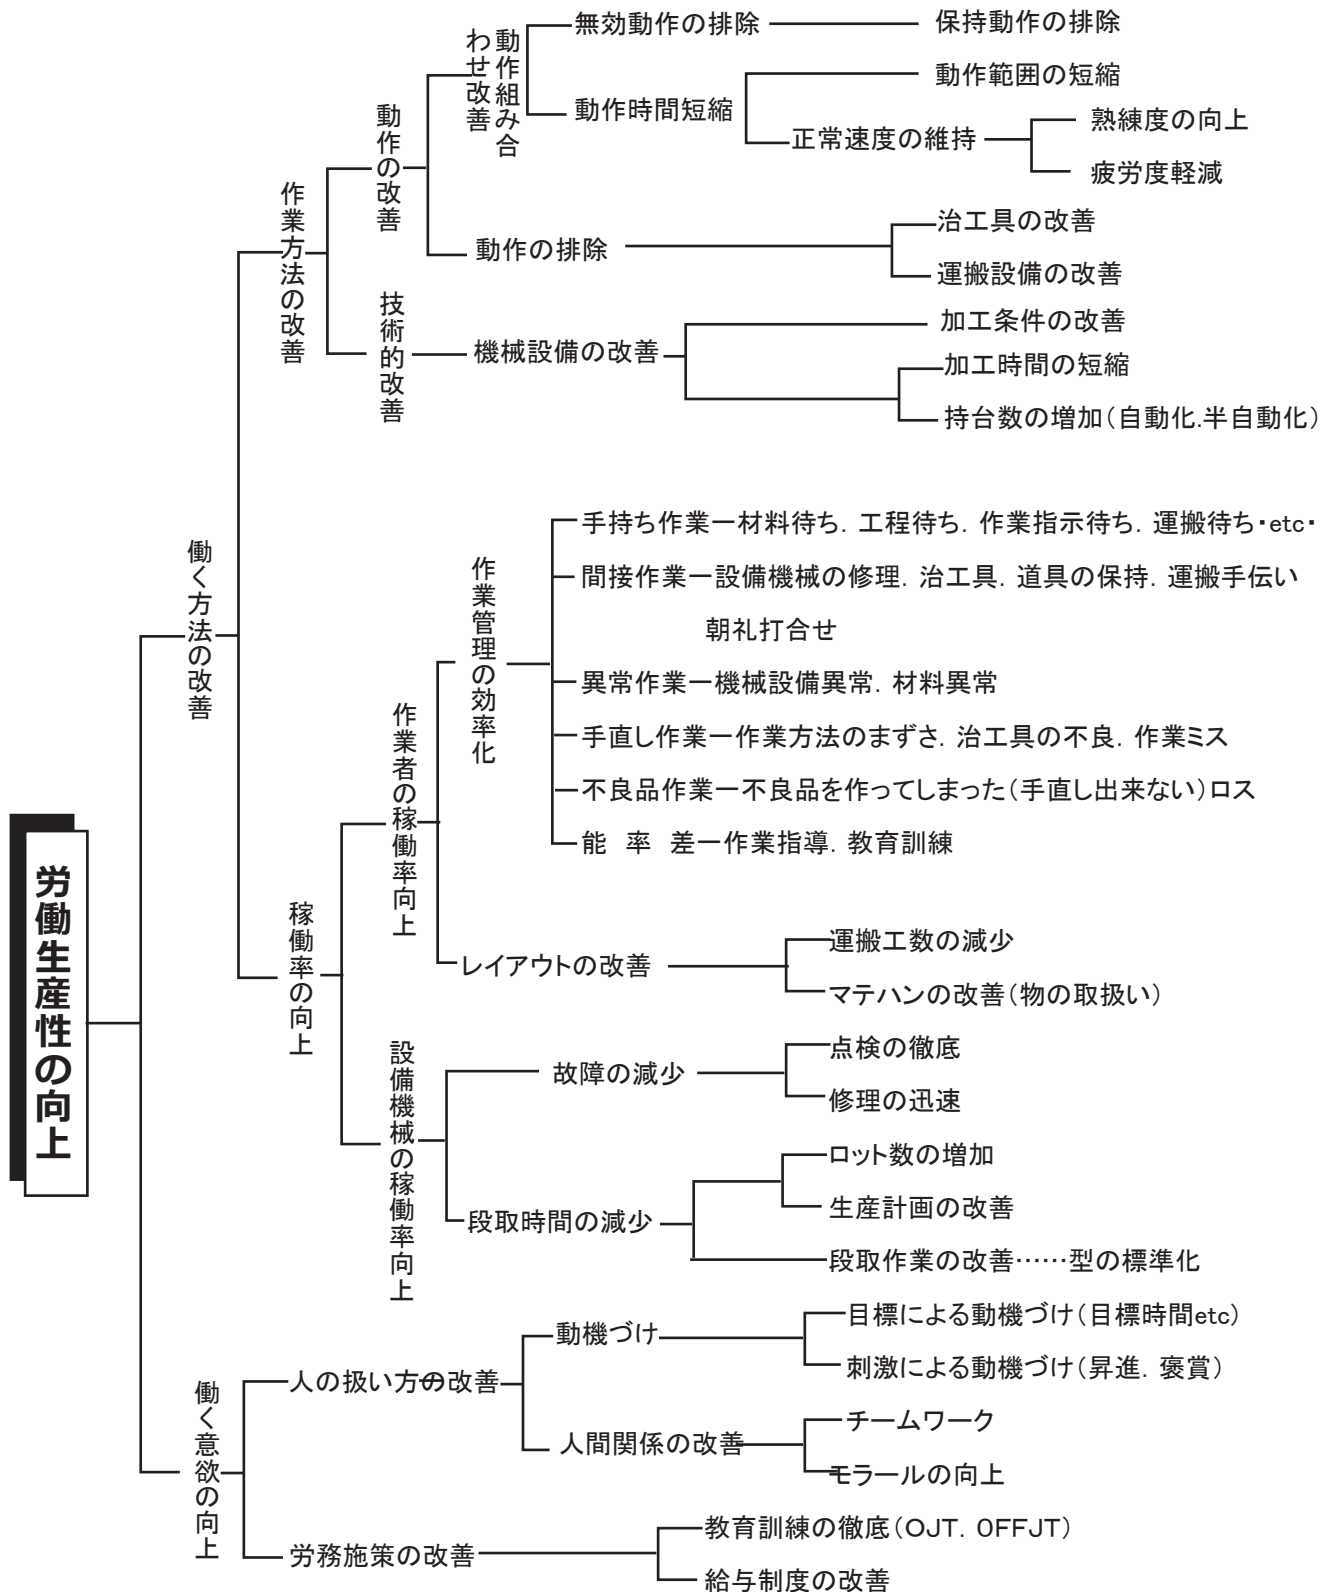 労働生産性の向上
働く方法の改善
作業方法の改善
動作の改善
動作組み合
わせ改善
無効動作の排除
保持動作の排除
動作時間短縮
動作範囲の短縮
正常速度の維持
熟練度の向上
疲労度軽減
動作の排除
治工具の改善
運搬設備の改善
技術的改善
機械設備の改善
加工条件の改善
加工時間の短縮
持台数の増加(自動化.半自動化)
稼働率の向上
作業者の稼働率向上
作業管理の効率化
手持ち作業ー材料待ち. 工程待ち. 作業指示待ち. 運搬待ち・etc・
間接作業ー設備機械の修理. 治工具. 道具の保持. 運搬手伝い
朝礼打合せ
異常作業ー機械設備異常. 材料異常
手直し作業ー作業方法のまずさ. 治工具の不良. 作業ミス
不良品作業ー不良品を作ってしまった(手直し出来ない)ロス
能 率 差ー作業指導. 教育訓練
レイアウトの改善
運搬工数の減少
マテハンの改善(物の取扱い)
設備機械の稼働率向上
故障の減少
点検の徹底
修理の迅速
段取時間の減少
ロット数の増加
生産計画の改善
段取作業の改善……型の標準化
働く意欲の向上
人の扱い方の改善
動機づけ
目標による動機づけ(目標時間etc)
刺激による動機づけ(昇進. 褒賞)
人間関係の改善
チームワーク
モラールの向上
労務施策の改善
教育訓練の徹底(OJT. OFFJT)
給与制度の改善